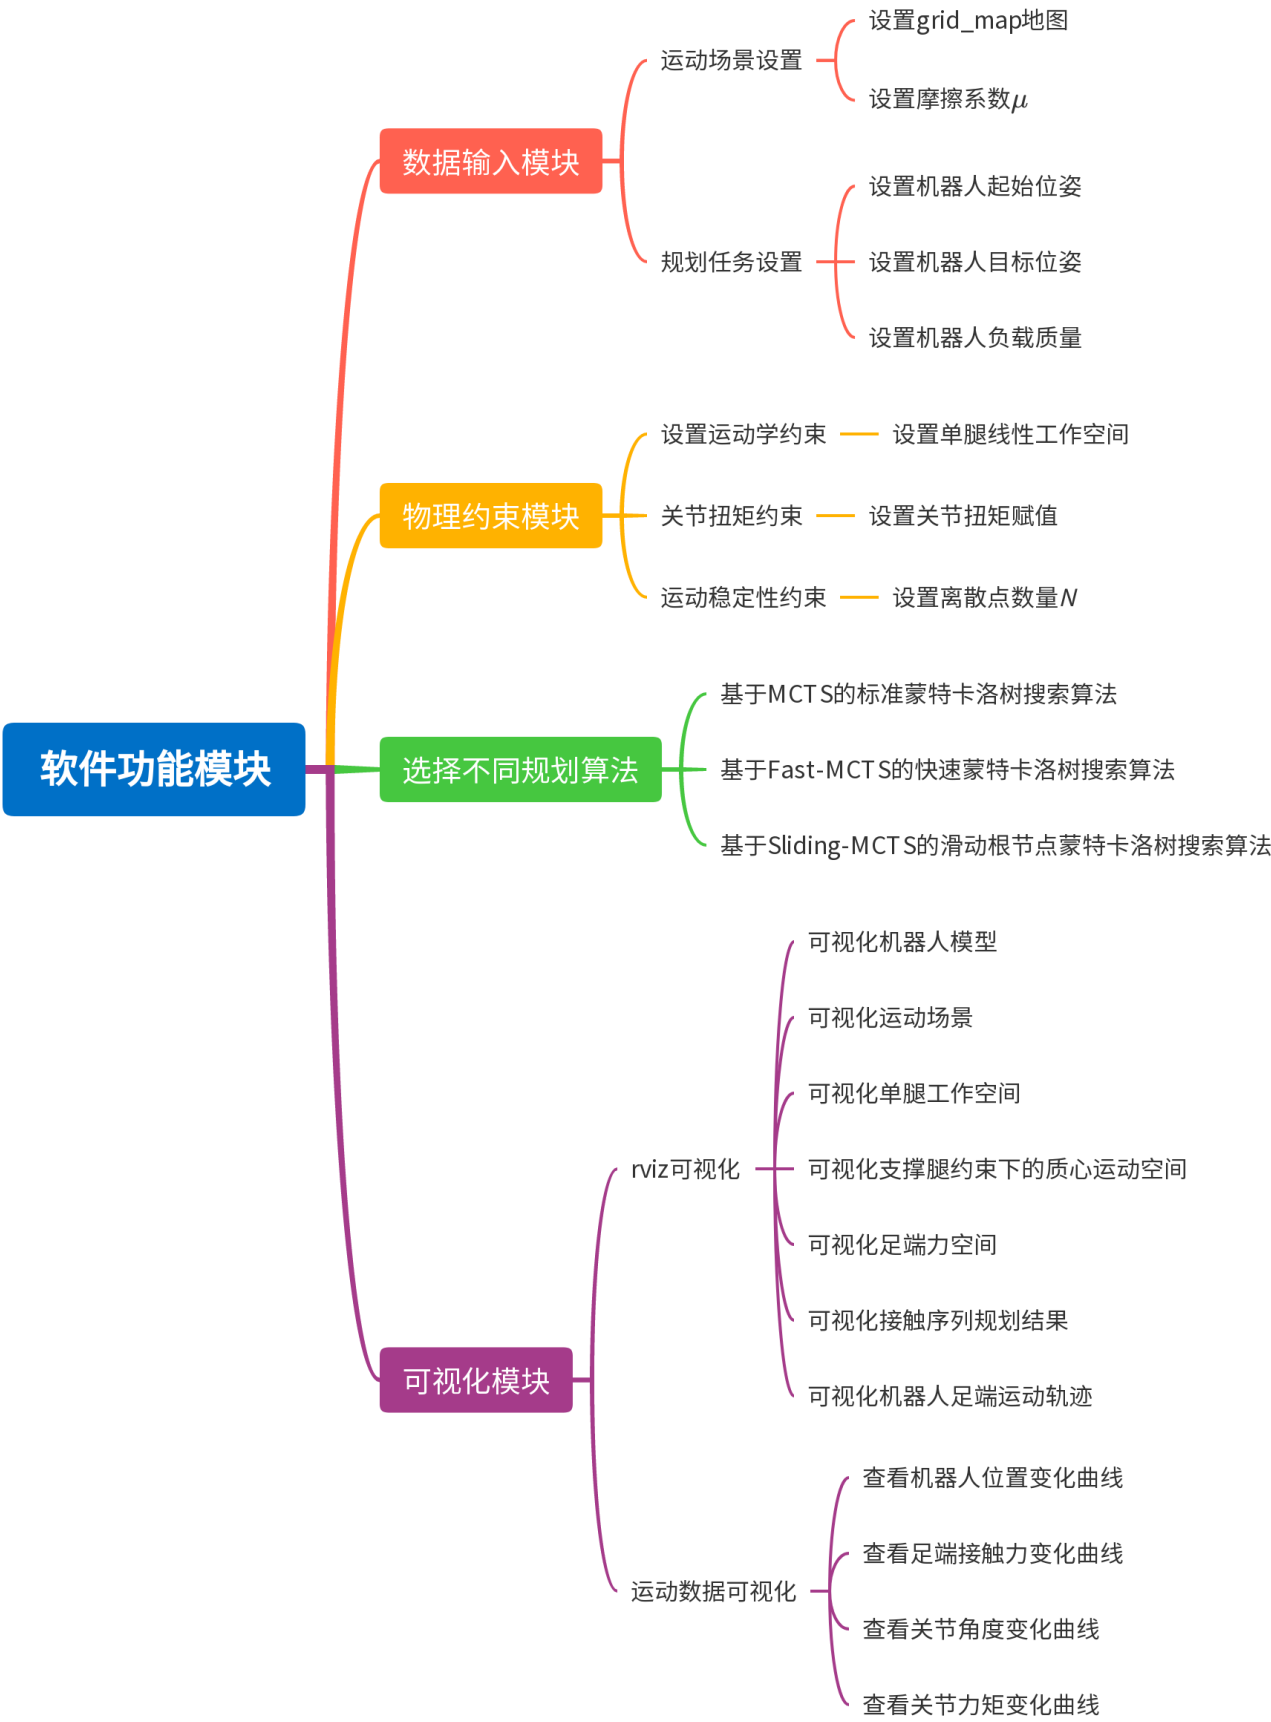 软件功能模块
数据输入模块
运动场景设置
设置grid_map地图
设置摩擦系数μ
规划任务设置
设置机器人起始位姿
设置机器人目标位姿
设置机器人负载质量
物理约束模块
设置运动学约束
设置单腿线性工作空间
关节扭矩约束
设置关节扭矩赋值
运动稳定性约束
设置离散点数量N
选择不同规划算法
基于MCTS的标准蒙特卡洛树搜索算法
基于Fast-MCTS的快速蒙特卡洛树搜索算法
基于Sliding-MCTS的滑动根节点蒙特卡洛树搜索算法
可视化模块
rviz可视化
可视化机器人模型
可视化运动场景
可视化单腿工作空间
可视化支撑腿约束下的质心运动空间
可视化足端力空间
可视化接触序列规划结果
可视化机器人足端运动轨迹
运动数据可视化
查看机器人位置变化曲线
查看足端接触力变化曲线
查看关节角度变化曲线
查看关节力矩变化曲线